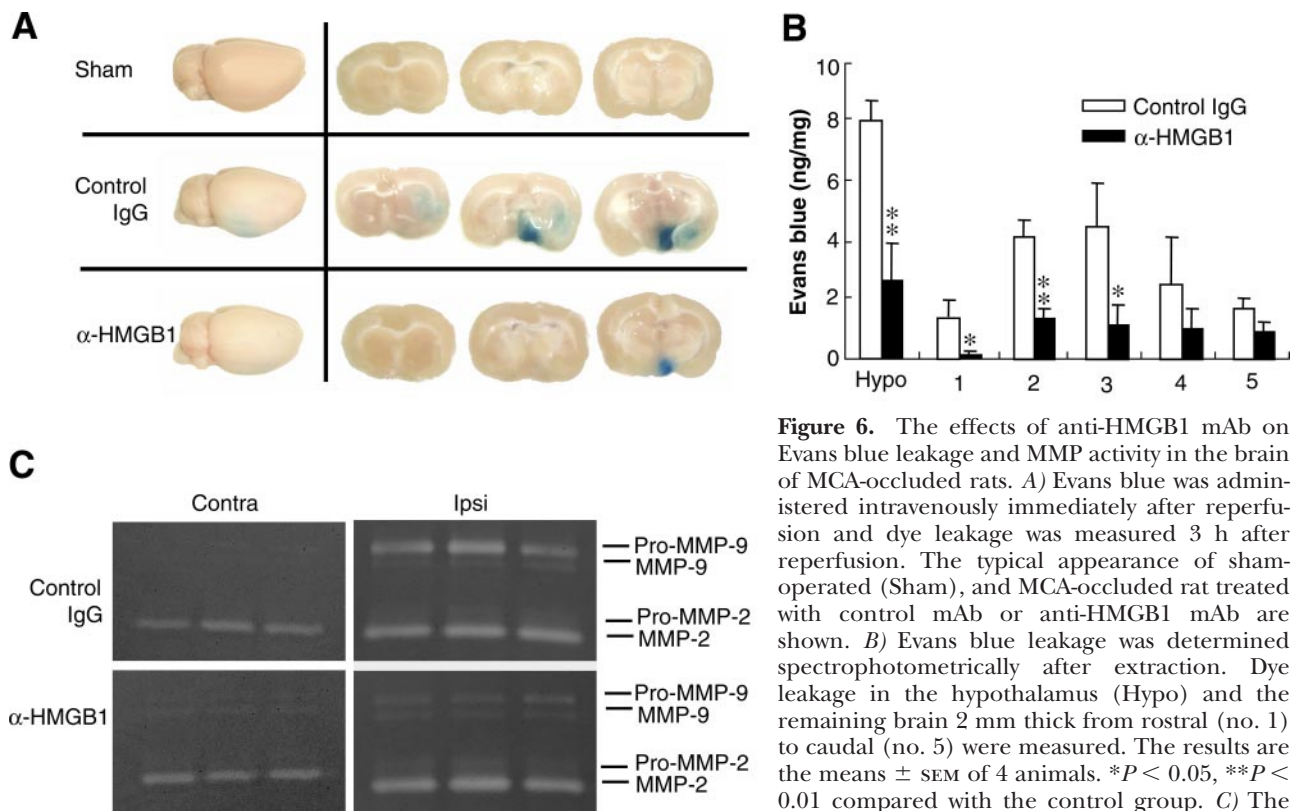 A
Sham
Control
IgG
α-HMGB1
B
Evans blue (ng/mg)
10
8
6
4
2
0
Control IgG
α-HMGB1
**
*
**
*
Hypo 1 2 3 4 5
C
Contra Ipsi
Control
IgG
Pro-MMP-9
MMP-9
Pro-MMP-2
MMP-2
α-HMGB1
Pro-MMP-9
MMP-9
Pro-MMP-2
MMP-2
Figure 6. The effects of anti-HMGB1 mAb on
Evans blue leakage and MMP activity in the brain
of MCA-occluded rats. A) Evans blue was admin-
istered intravenously immediately after reperfu-
sion and dye leakage was measured 3 h after
reperfusion. The typical appearance of sham-
operated (Sham), and MCA-occluded rat treated
with control mAb or anti-HMGB1 mAb are
shown. B) Evans blue leakage was determined
spectrophotometrically after extraction. Dye
leakage in the hypothalamus (Hypo) and the
remaining brain 2 mm thick from rostral (no. 1)
to caudal (no. 5) were measured. The results are
the means ± SEM of 4 animals. *P < 0.05, **P <
0.01 compared with the control group. C) The